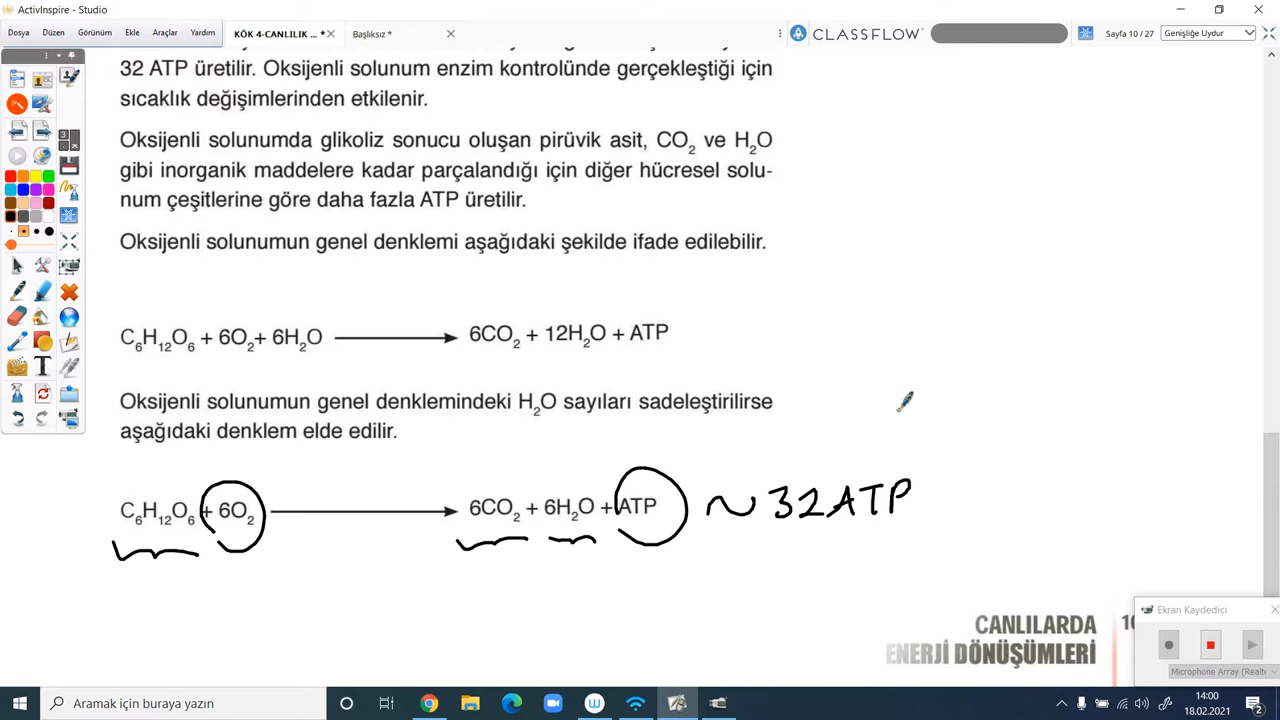 ActivInspire - Studio
Dosya Düzen Görünüm Ekle Araçlar Yardım
KÖK 4-CANLILIK ... *
Başlıksız *
CLASSFLOW
Sayfa 10 / 27
Genişliğe Uydur
32 ATP üretilir. Oksijenli solunum enzim kontrolünde gerçekleştiği için
sıcaklık değişimlerinden etkilenir.
Oksijenli solunumda glikoliz sonucu oluşan pirüvik asit, CO₂ ve H₂O
gibi inorganik maddelere kadar parçalandığı için diğer hücresel solu-
num çeşitlerine göre daha fazla ATP üretilir.
Oksijenli solunumun genel denklemi aşağıdaki şekilde ifade edilebilir.
C₆H₁₂O₆ + 6O₂+ 6H₂O → 6CO₂ + 12H₂O + ATP
Oksijenli solunumun genel denklemindeki H₂O sayıları sadeleştirilirse
aşağıdaki denklem elde edilir.
C₆H₁₂O₆ + 6O₂ → 6CO₂ + 6H₂O + ATP ~ 32 ATP
CANLILARDA
ENERJİ DÖNÜŞÜMLERİ
Ekran Kaydedici
Microphone Array (Realte
Aramak için buraya yazın
14:00
18.02.2021
2